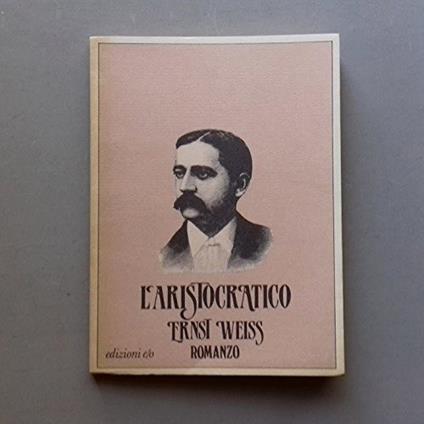 L'ARISTOCRATICO
ERNST WEISS
ROMANZO
edizioni e/o